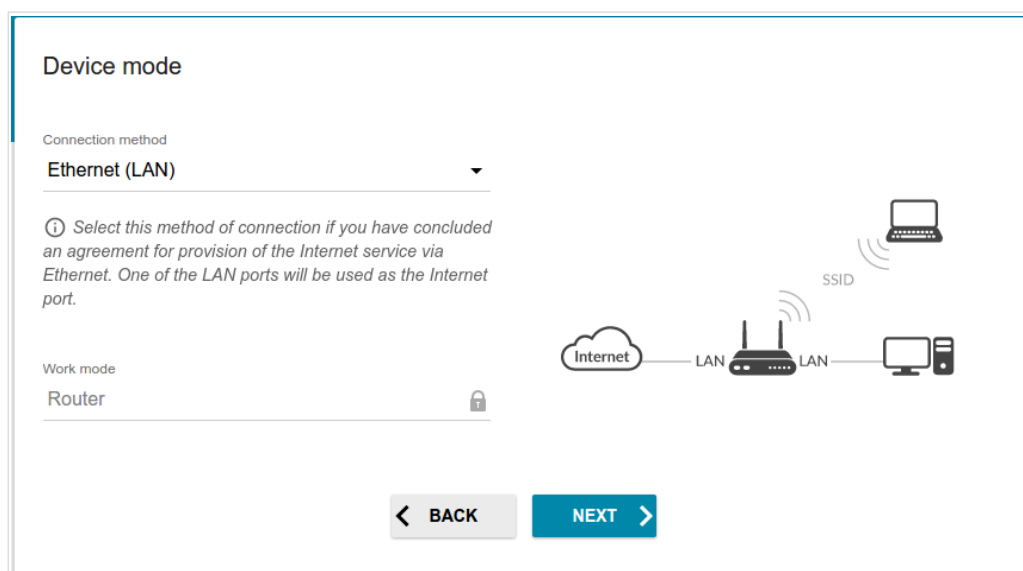 Device mode
Connection method
Ethernet (LAN)
Select this method of connection if you have concluded
an agreement for provision of the Internet service via
Ethernet. One of the LAN ports will be used as the Internet
port.
SSID
Internet
LAN
LAN
Work mode
Router
BACK
NEXT